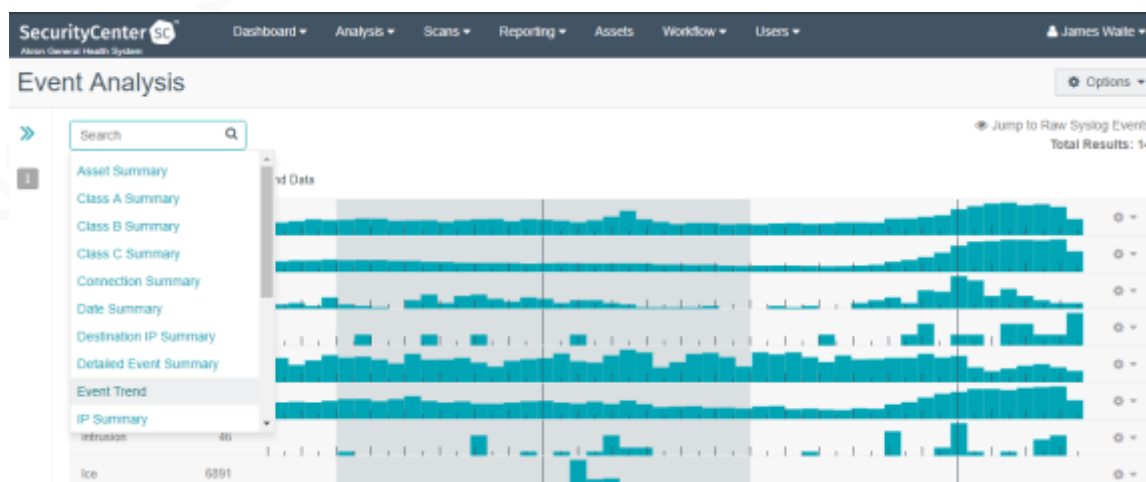 SecurityCenter SC
Dashboard Analysis Scans Reporting Assets Workflow Users James Waite
Akron General Health System
Event Analysis
Options
Search
Jump to Raw Syslog Event
Total Results: 14
1
Asset Summary
nd Data
Class A Summary
Class B Summary
Class C Summary
Connection Summary
Date Summary
Destination IP Summary
Detailed Event Summary
Event Trend
IP Summary
Intrusion 46
Ice 6891